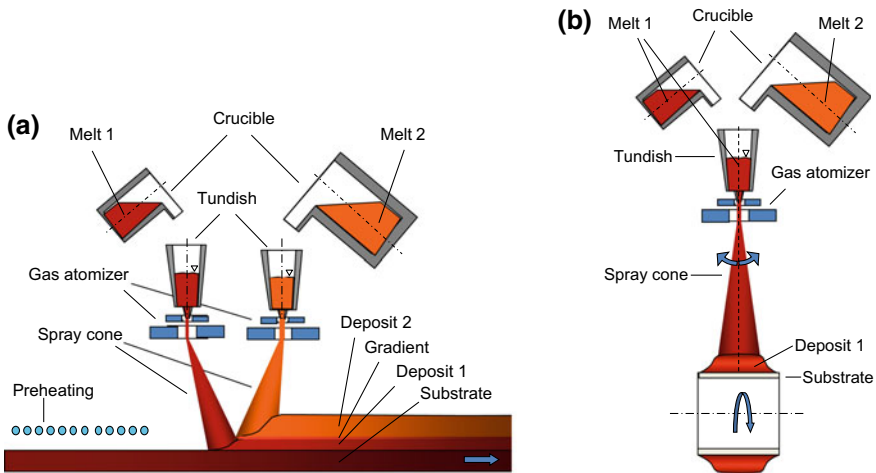 (a)
Melt 1
Crucible
Melt 2
Tundish
Gas atomizer
Spray cone
Deposit 2
Gradient
Deposit 1
Substrate
Preheating
(b)
Melt 1
Crucible
Melt 2
Tundish
Gas atomizer
Spray cone
Deposit 1
Substrate